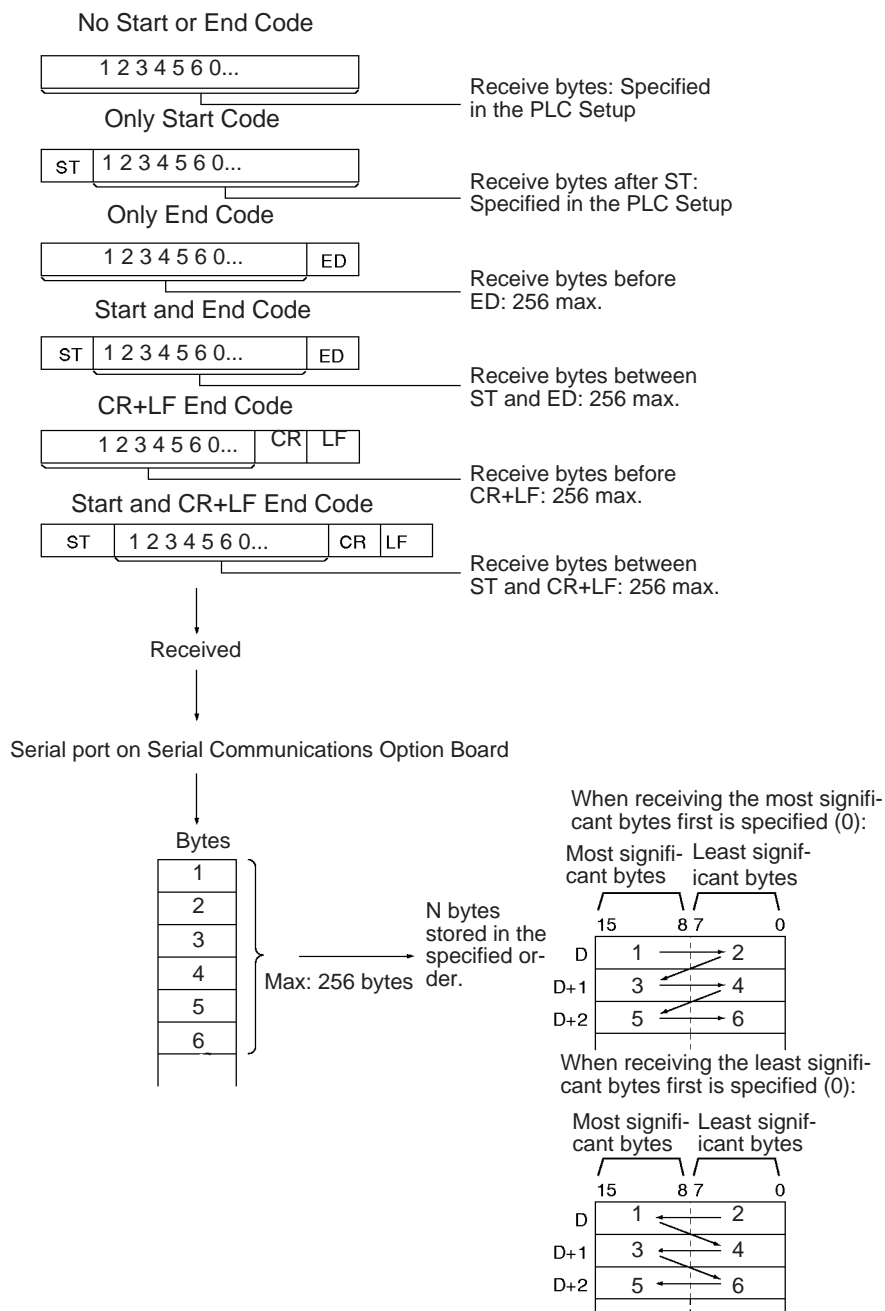 No Start or End Code
1 2 3 4 5 6 0...
Receive bytes: Specified
in the PLC Setup
Only Start Code
ST 1 2 3 4 5 6 0...
Receive bytes after ST:
Specified in the PLC Setup
Only End Code
1 2 3 4 5 6 0... ED
Receive bytes before
ED: 256 max.
Start and End Code
ST 1 2 3 4 5 6 0... ED
Receive bytes between
ST and ED: 256 max.
CR+LF End Code
1 2 3 4 5 6 0... CR LF
Receive bytes before
CR+LF: 256 max.
Start and CR+LF End Code
ST 1 2 3 4 5 6 0... CR LF
Receive bytes between
ST and CR+LF: 256 max.
Received
Serial port on Serial Communications Option Board
Bytes
1
2
3
4
5
6
Max: 256 bytes
N bytes
stored in the
specified or-
der.
When receiving the most signifi-
cant bytes first is specified (0):
Most signifi- Least signif-
cant bytes icant bytes
15 8 7 0
D 1 2
D+1 3 4
D+2 5 6
When receiving the least signifi-
cant bytes first is specified (0):
Most signifi- Least signif-
cant bytes icant bytes
15 8 7 0
D 1 2
D+1 3 4
D+2 5 6